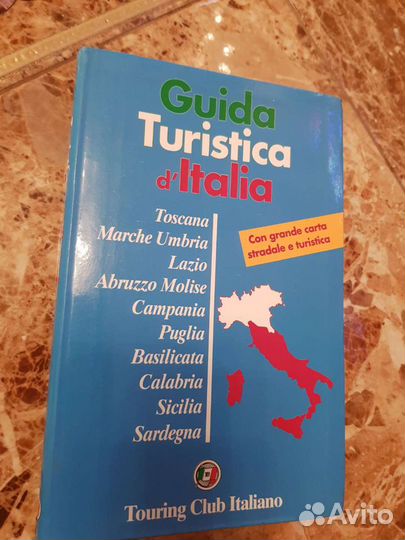 Guida
Turistica
d'Italia
Toscana
Marche Umbria
Lazio
Abruzzo Molise
Campania
Puglia
Basilicata
Calabria
Sicilia
Sardegna
Con grande carta
stradale e turistica
Touring Club Italiano
Avito